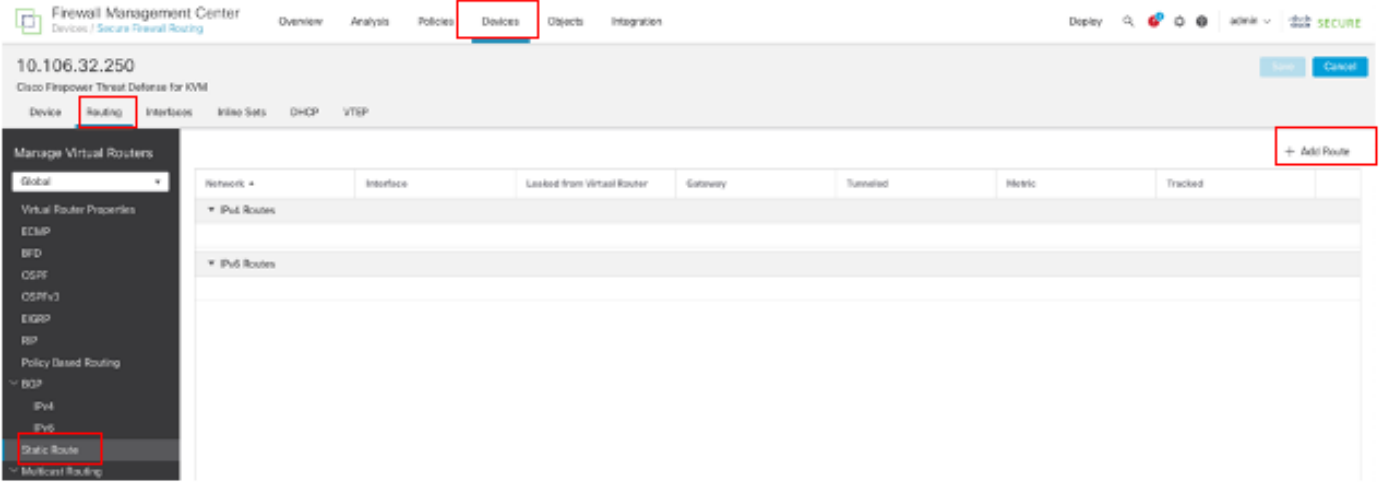 Firewall Management Center
Devices / Secure Firewall Routing
Overview Analysis Policies Devices Objects Integration
Deploy admin cisco SECURE
10.106.32.250
Cisco Firepower Threat Defense for KVM
Save Cancel
Device Routing Interfaces Inline Sets DHCP VTEP
Manage Virtual Routers
+ Add Route
Global
Network Interface Leaked from Virtual Router Gateway Tunneled Metric Tracked
Virtual Router Properties
IPv4 Routes
ECMP
BFD
IPv6 Routes
OSPF
OSPFv3
EIGRP
RIP
Policy Based Routing
BGP
IPv4
IPv6
Static Route
Multicast Routing